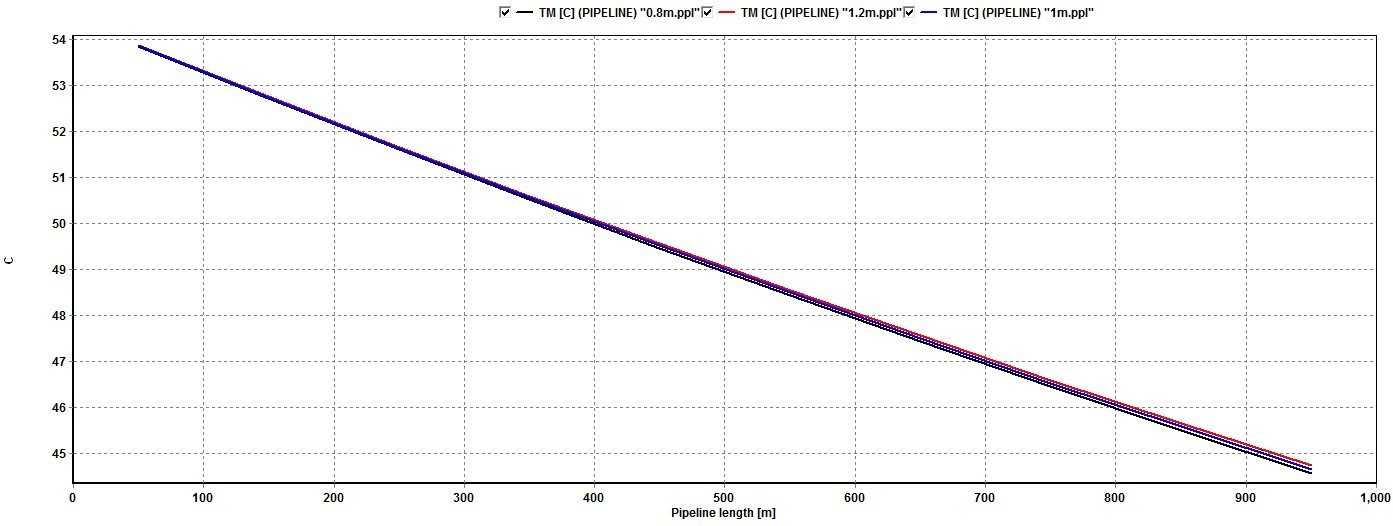 TM [C] (PIPELINE) "0.8m.ppl" TM [C] (PIPELINE) "1.2m.ppl" TM [C] (PIPELINE) "1m.ppl"
54
53
52
51
50
49
48
47
46
45
C
0 100 200 300 400 500 600 700 800 900 1,000
Pipeline length [m]